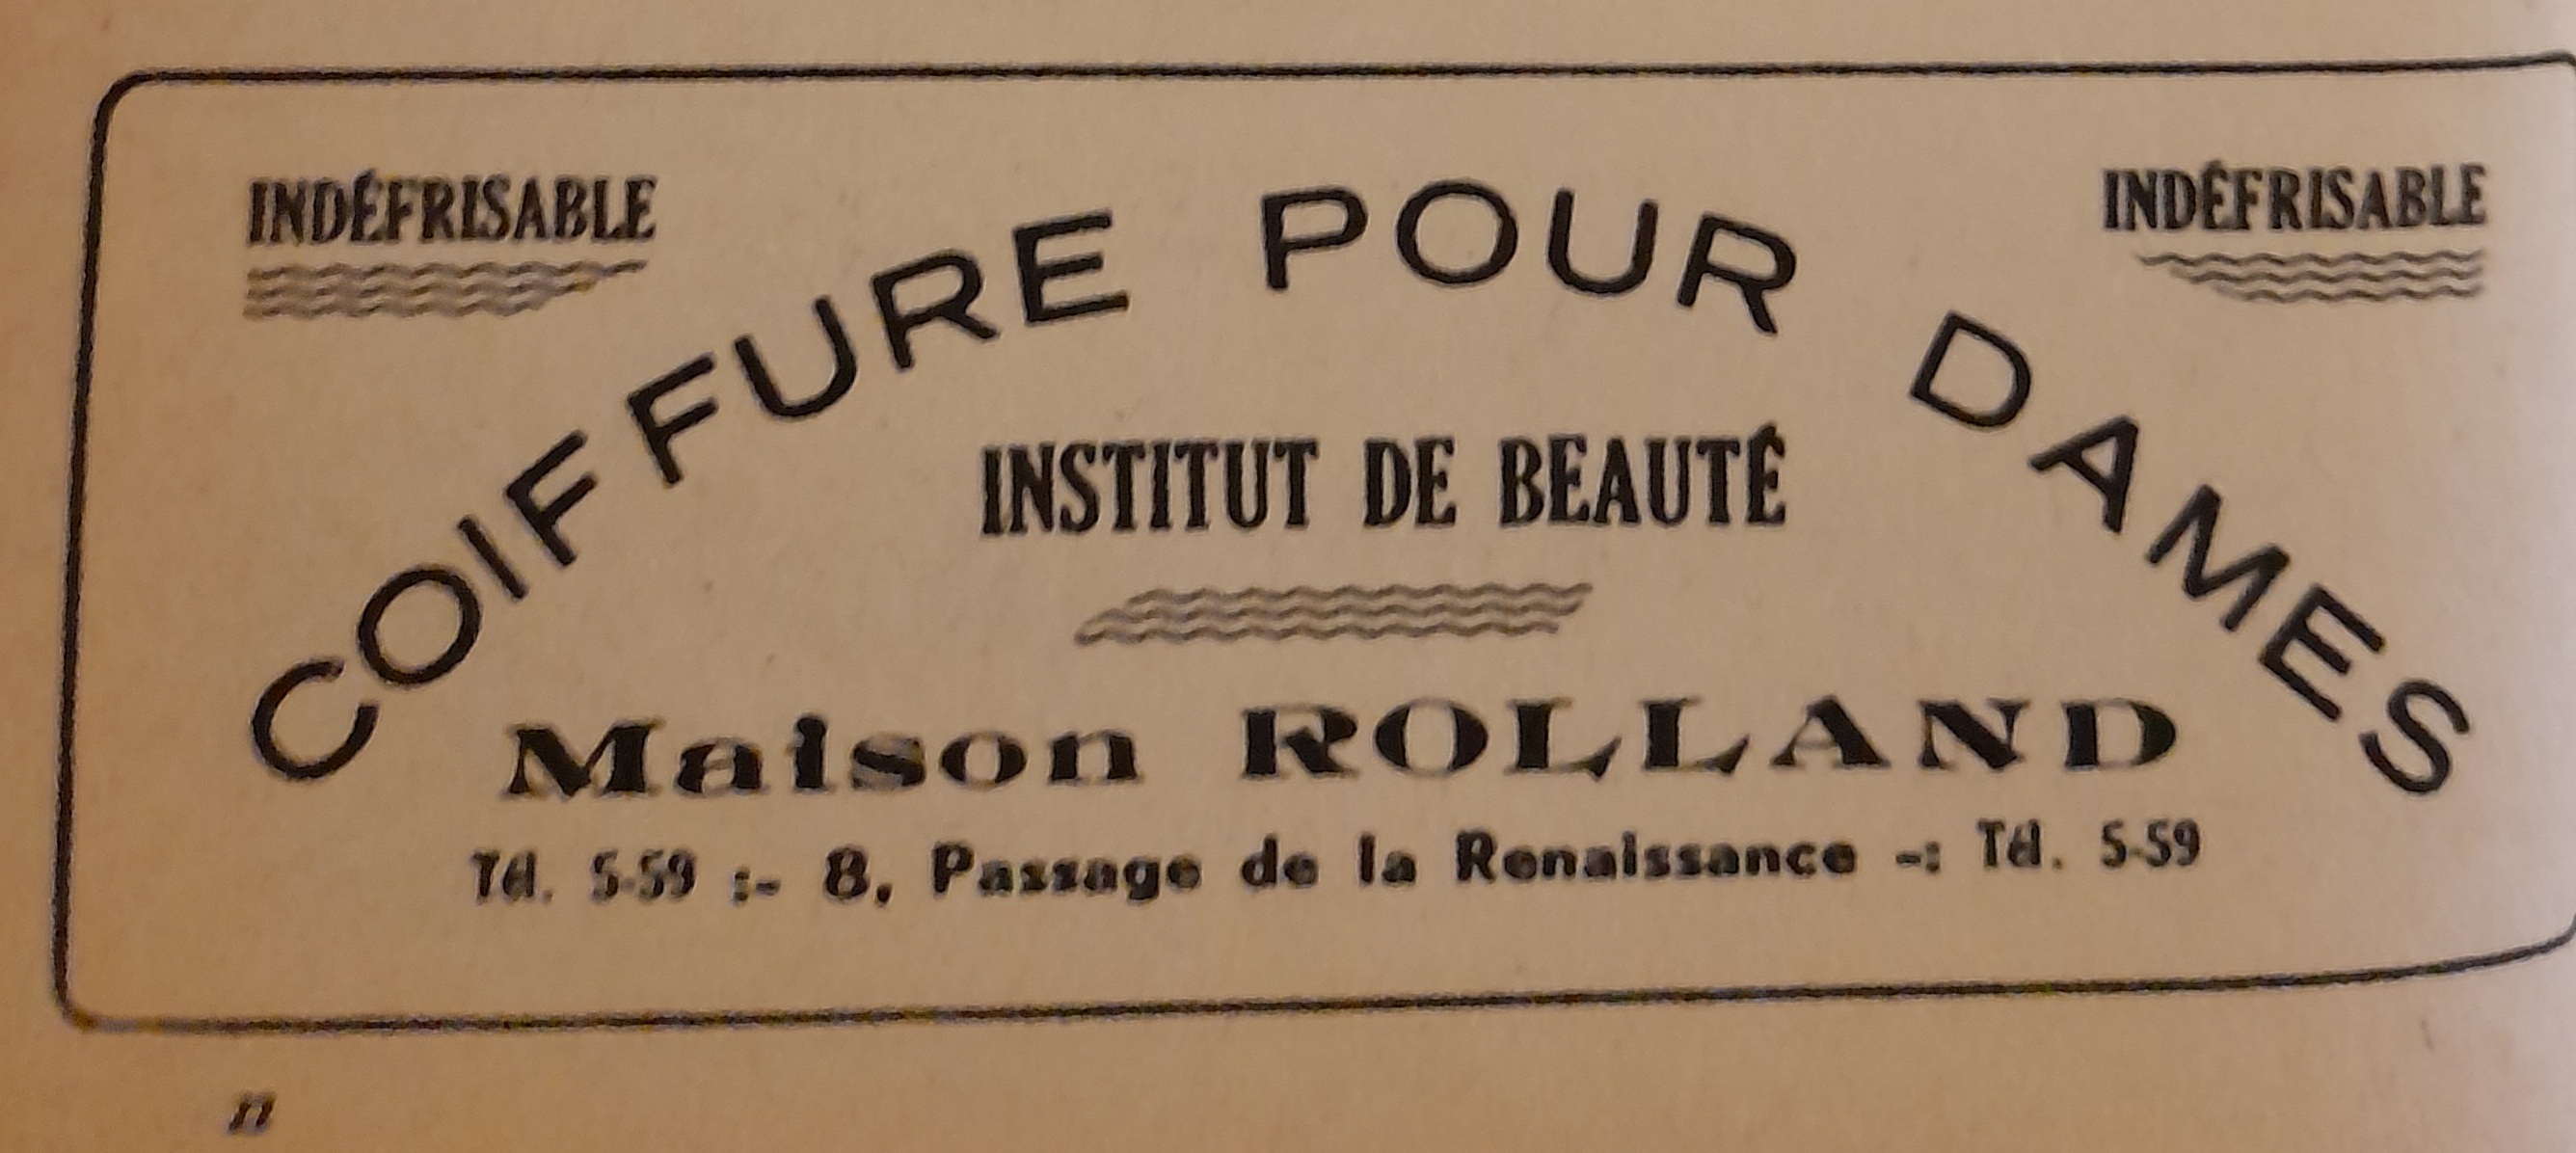 INDÉFRISABLE
INDÉFRISABLE
COIFFURE POUR DAMES
INSTITUT DE BEAUTÉ
Maison ROLLAND
Tél. 5-59 :- 8, Passage de la Renaissance -: Tél. 5-59